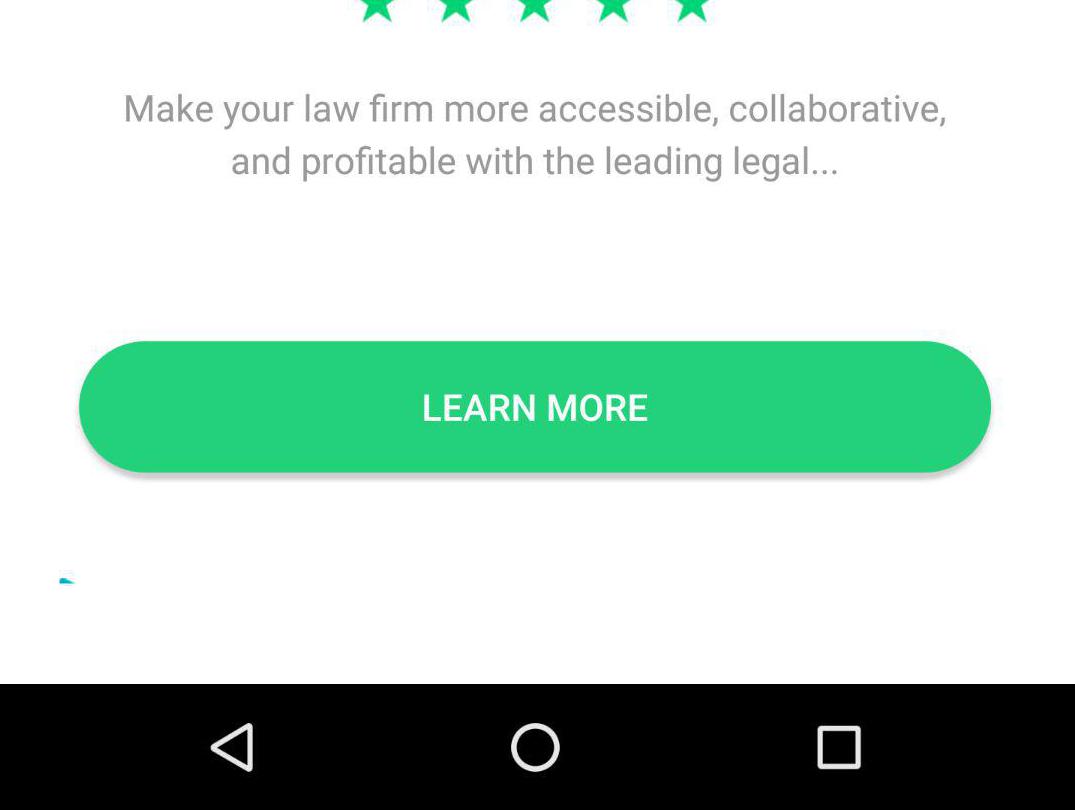 Make your law firm more accessible, collaborative,
and profitable with the leading legal...
LEARN MORE